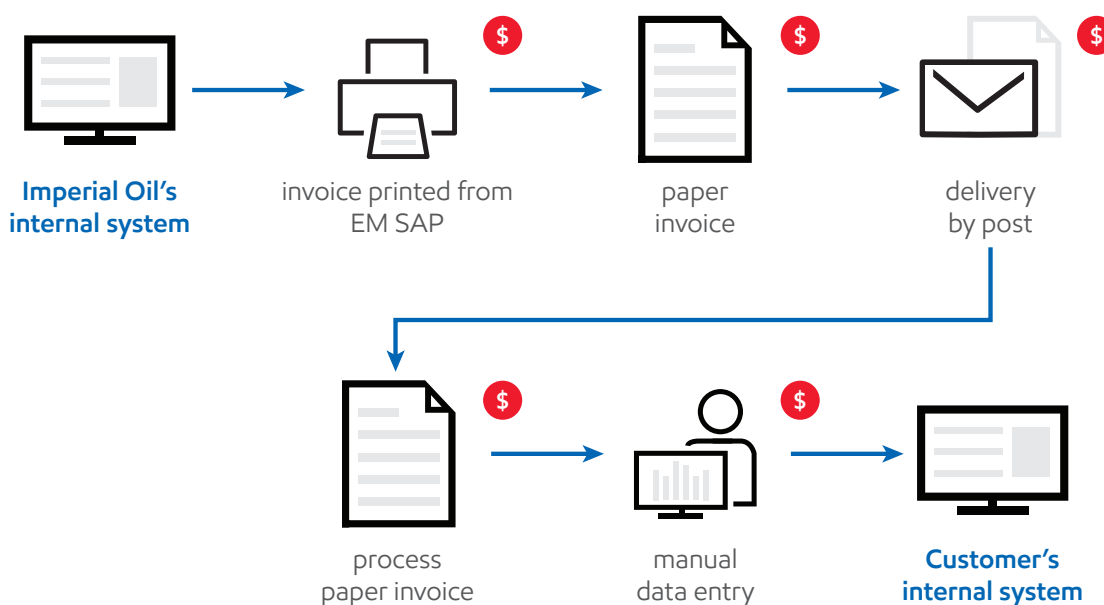 $
$
$
Imperial Oil’s
internal system
invoice printed from
EM SAP
paper
invoice
delivery
by post
$
$
process
paper invoice
manual
data entry
Customer’s
internal system